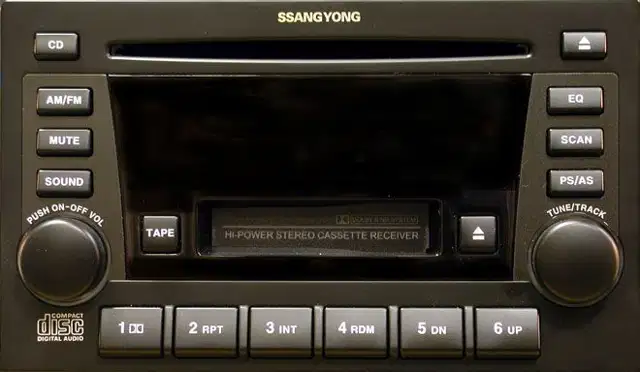 SSANGYONG
CD
AM/FM
EQ
MUTE
SCAN
SOUND
PS/AS
PUSH ON-OFF VOL
TUNE/TRACK
TAPE
HI-POWER STEREO CASSETTE RECEIVER
COMPACT
disc
DIGITAL AUDIO
1
2 RPT
3 INT
4 RDM
5 DN
6 UP